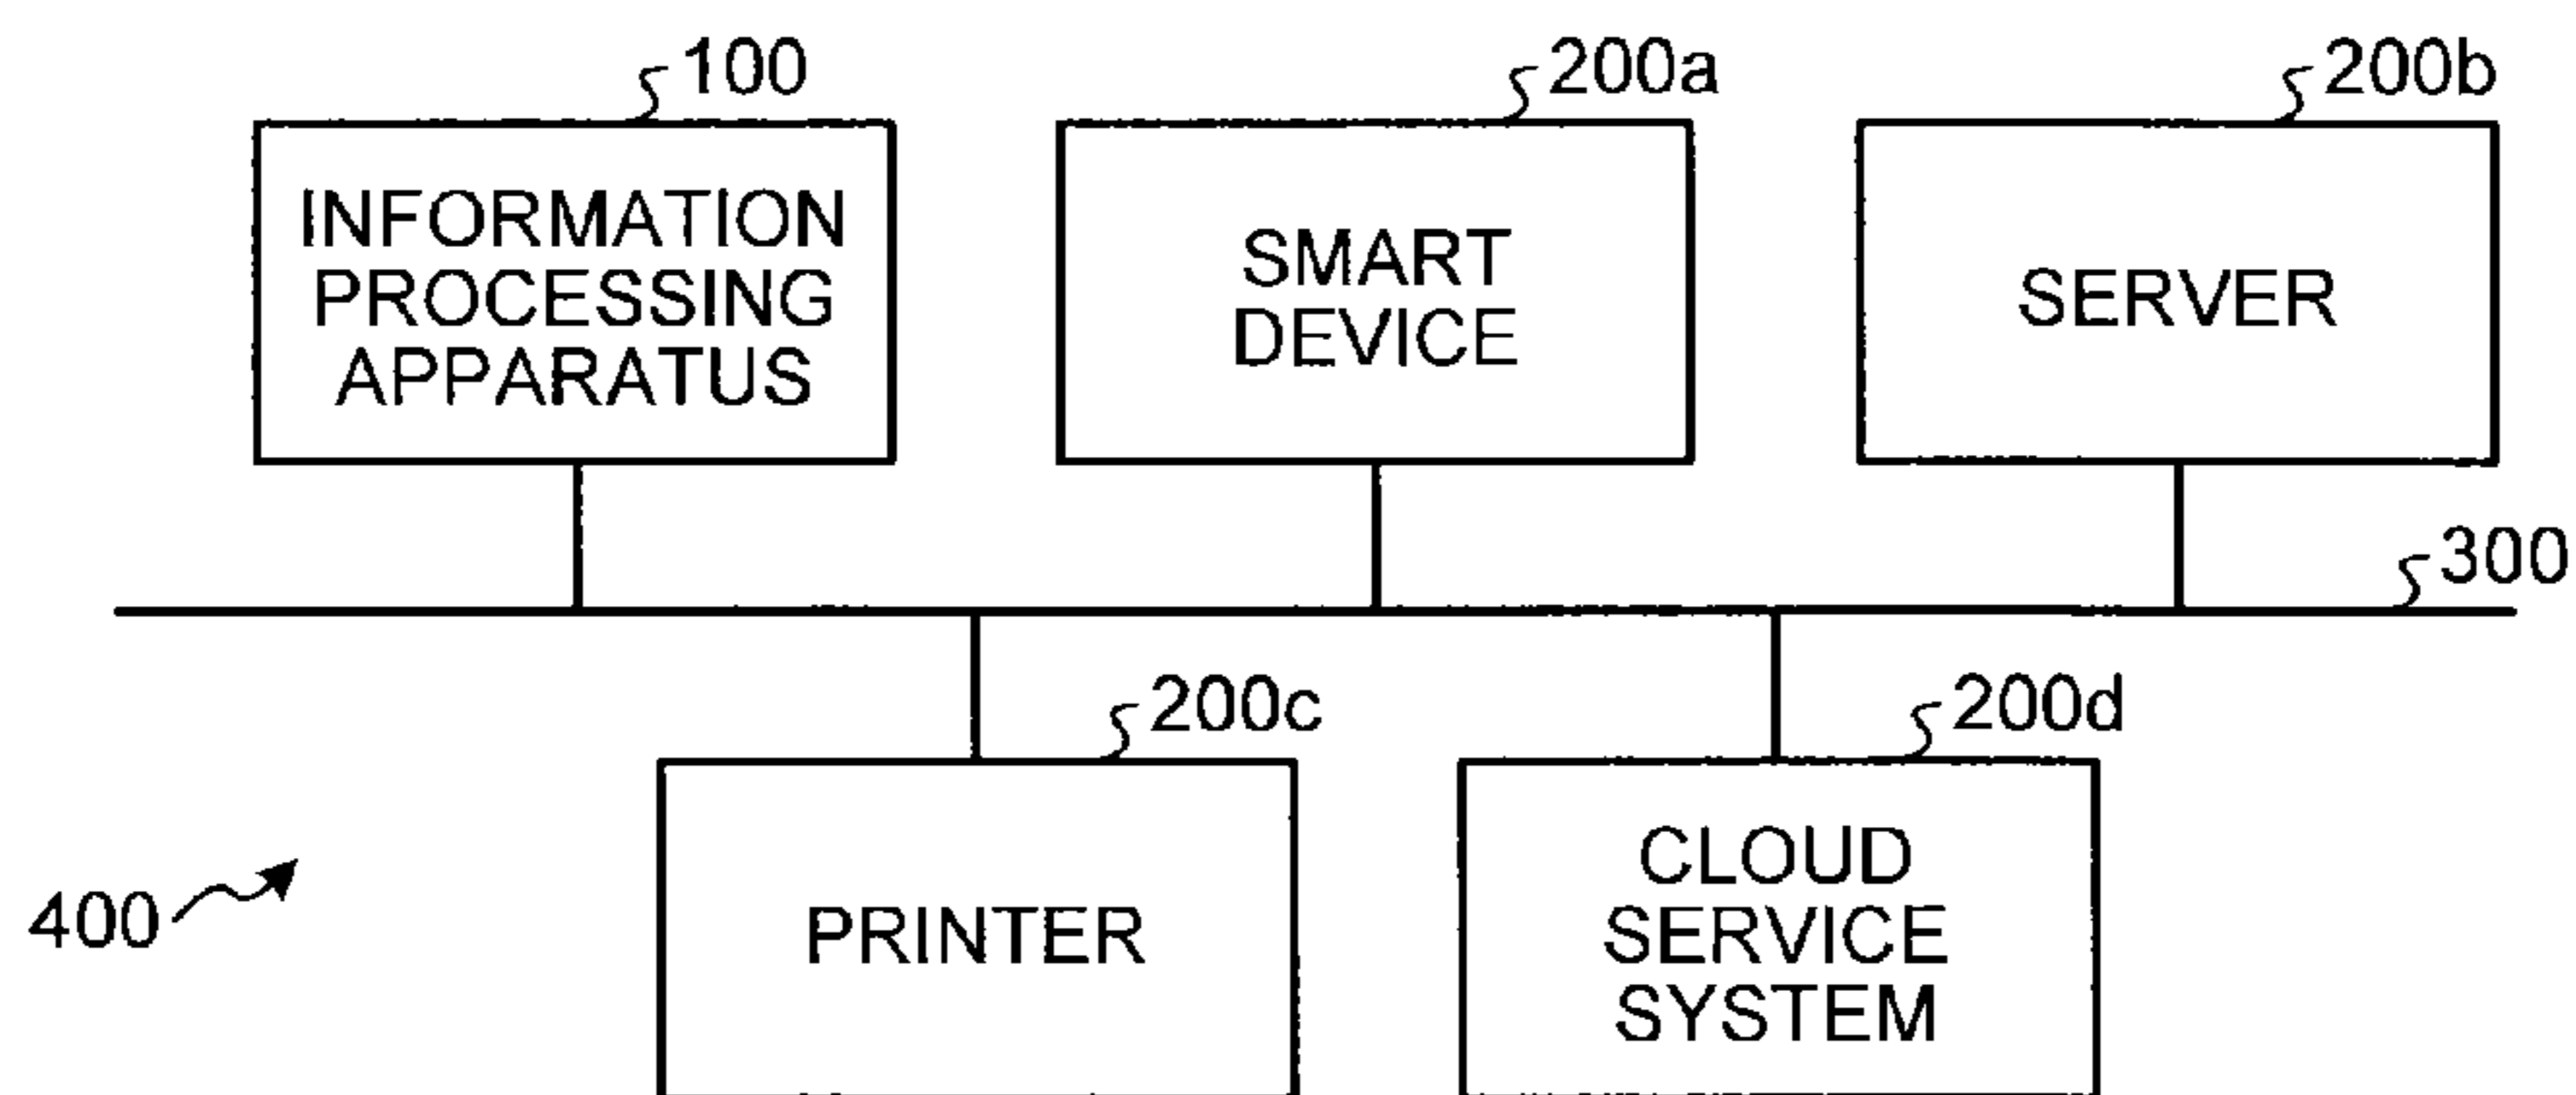 100
200a
200b
INFORMATION
PROCESSING
APPARATUS
SMART
DEVICE
SERVER
300
200c
200d
400
PRINTER
CLOUD
SERVICE
SYSTEM